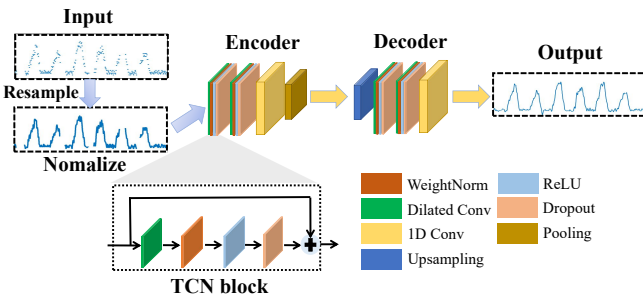 Input
Resample
Nomalize
Encoder
Decoder
Output
TCN block
WeightNorm
Dilated Conv
1D Conv
Upsampling
ReLU
Dropout
Pooling